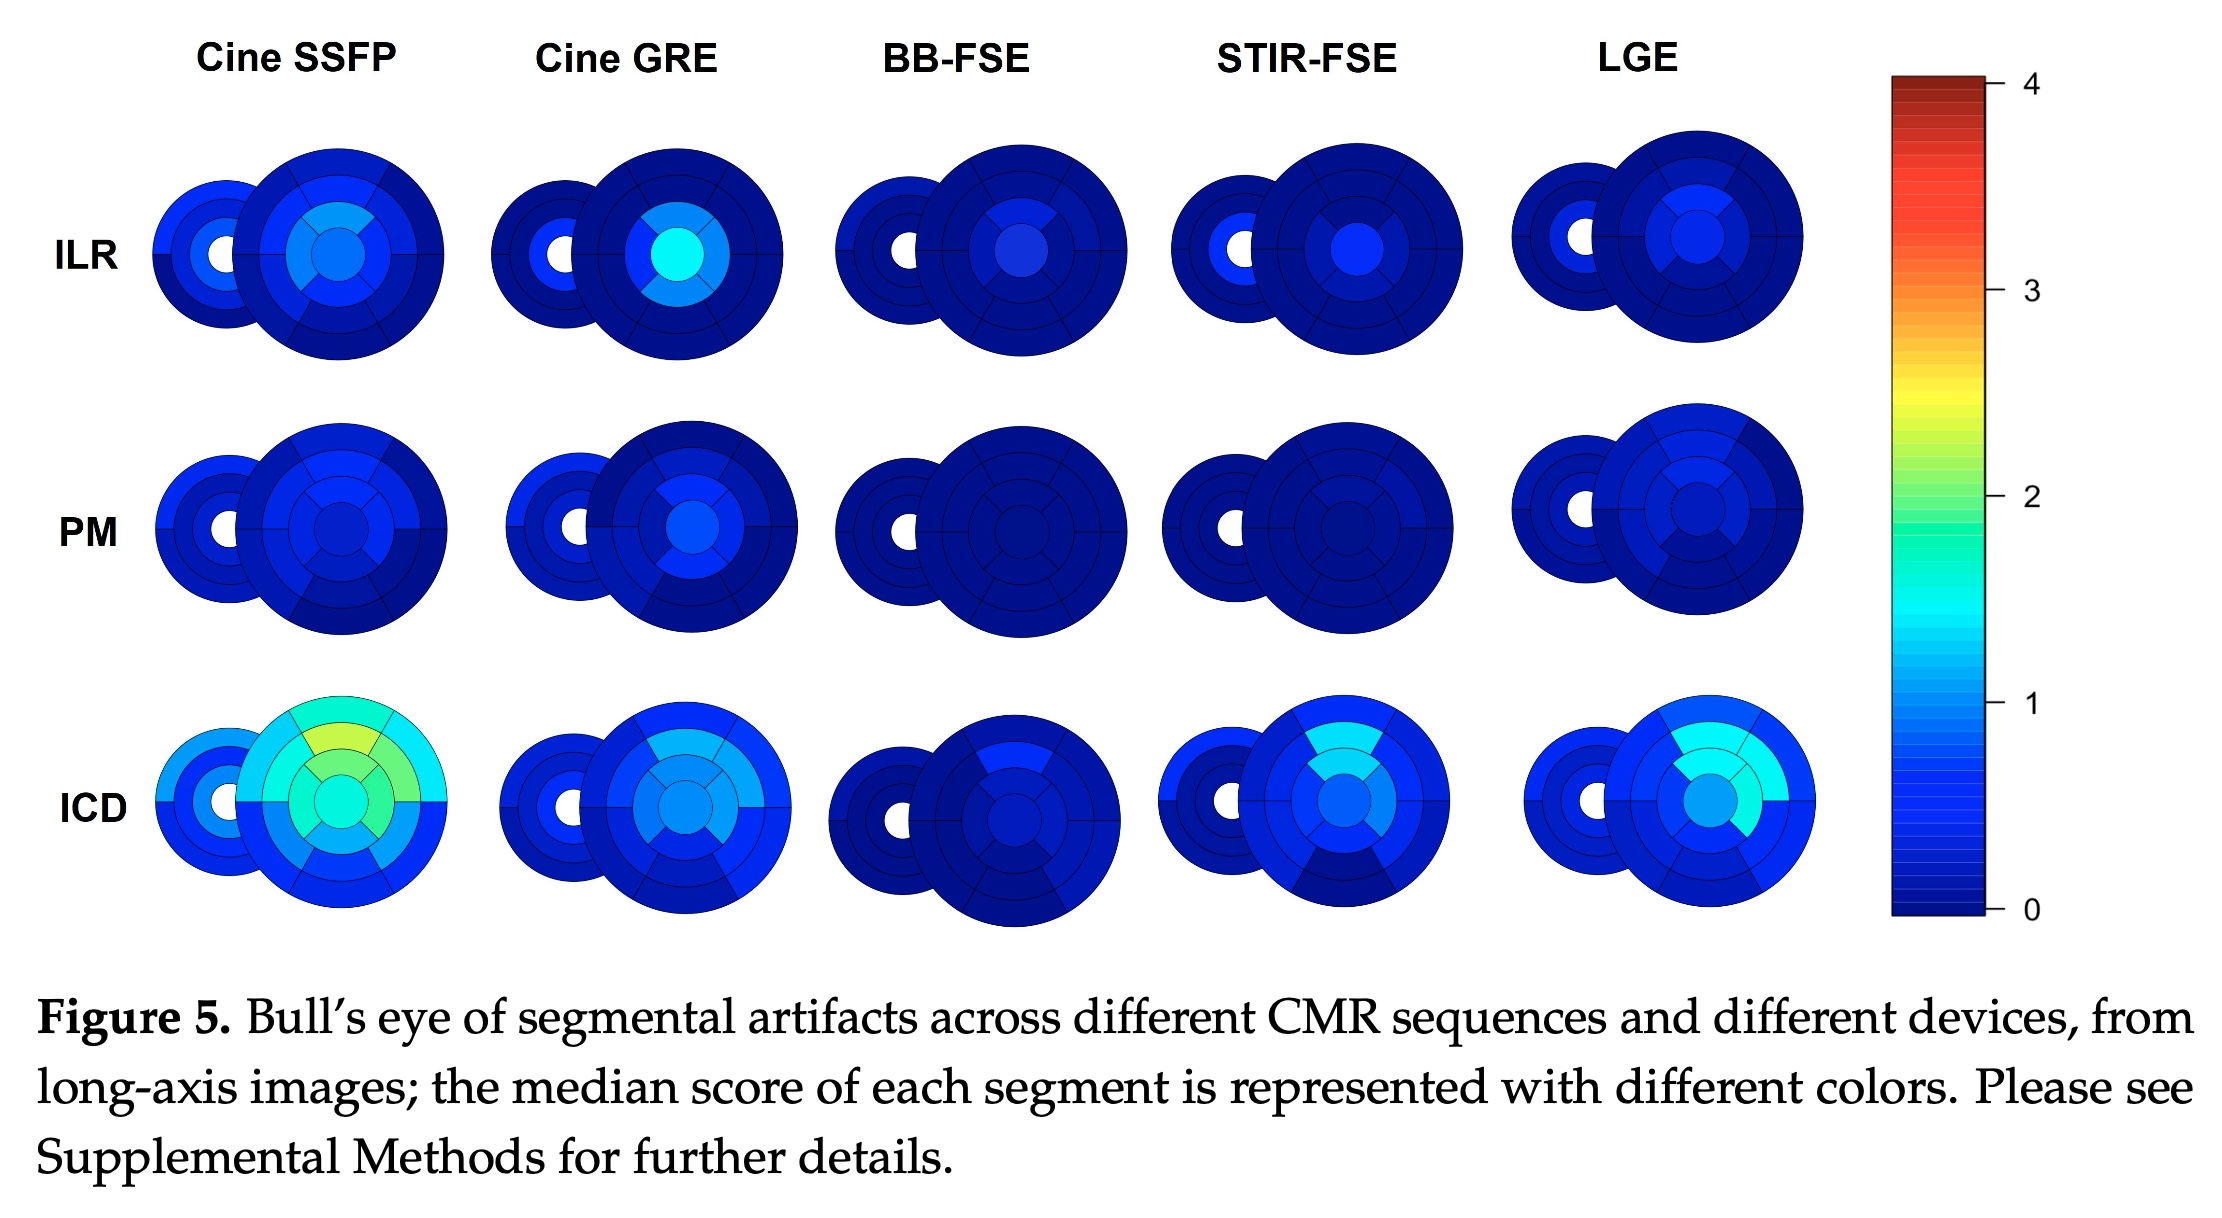 Cine SSFP Cine GRE BB-FSE STIR-FSE LGE
4
ILR
3
PM
2
1
ICD
0
Figure 5. Bull’s eye of segmental artifacts across different CMR sequences and different devices, from
long-axis images; the median score of each segment is represented with different colors. Please see
Supplemental Methods for further details.